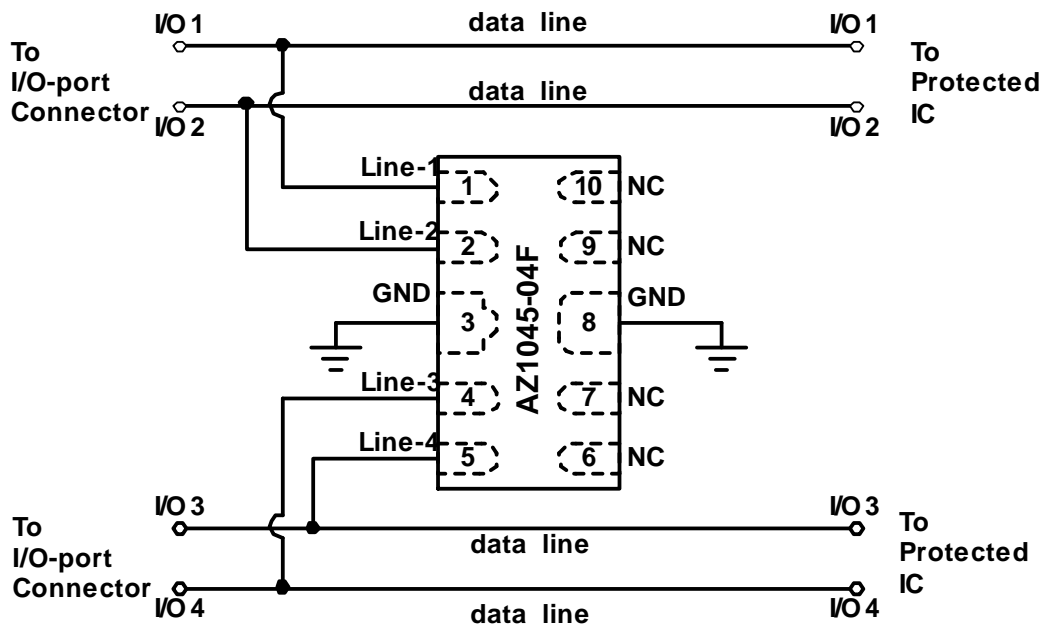 I/O 1
data line
I/O 1
To
I/O-port
Connector
To
Protected
IC
data line
I/O 2
I/O 2
Line-1
1
10
NC
Line-2
2
9
NC
GND
3
AZ1045-04F
8
GND
Line-3
4
7
NC
Line-4
5
6
NC
I/O 3
I/O 3
To
I/O-port
Connector
data line
To
Protected
IC
I/O 4
data line
I/O 4